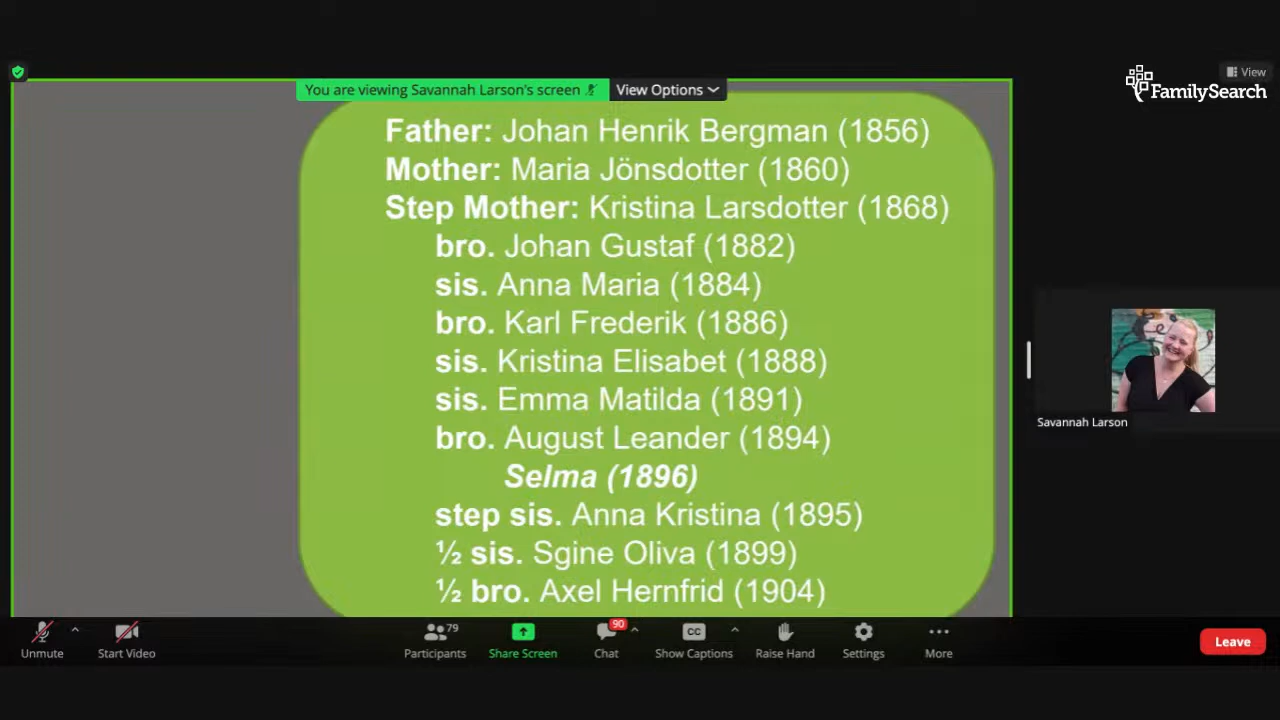 You are viewing Savannah Larson's screen
View Options
View
FamilySearch
Father: Johan Henrik Bergman (1856)
Mother: Maria Jönsdotter (1860)
Step Mother: Kristina Larsdotter (1868)
bro. Johan Gustaf (1882)
sis. Anna Maria (1884)
bro. Karl Frederik (1886)
sis. Kristina Elisabet (1888)
sis. Emma Matilda (1891)
bro. August Leander (1894)
Selma (1896)
step sis. Anna Kristina (1895)
½ sis. Sgine Oliva (1899)
½ bro. Axel Hernfrid (1904)
Savannah Larson
Unmute
Start Video
79
Participants
Share Screen
90
Chat
CC
Show Captions
Raise Hand
Settings
More
Leave